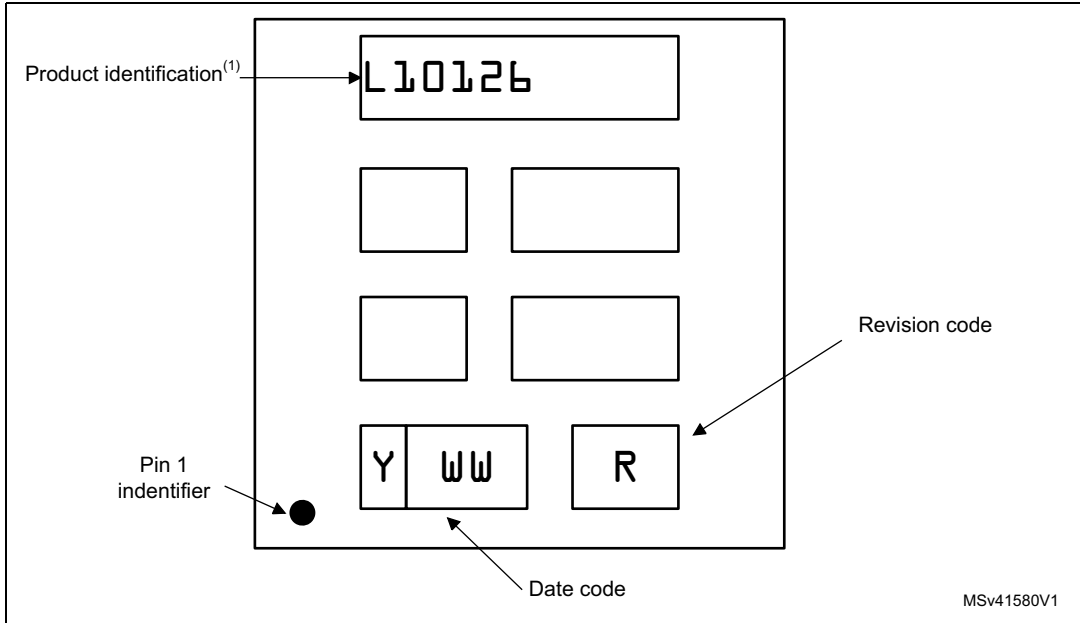 Product identification(1)
L10126
Revision code
Y WW R
Pin 1
indentifier
Date code
MSv41580V1